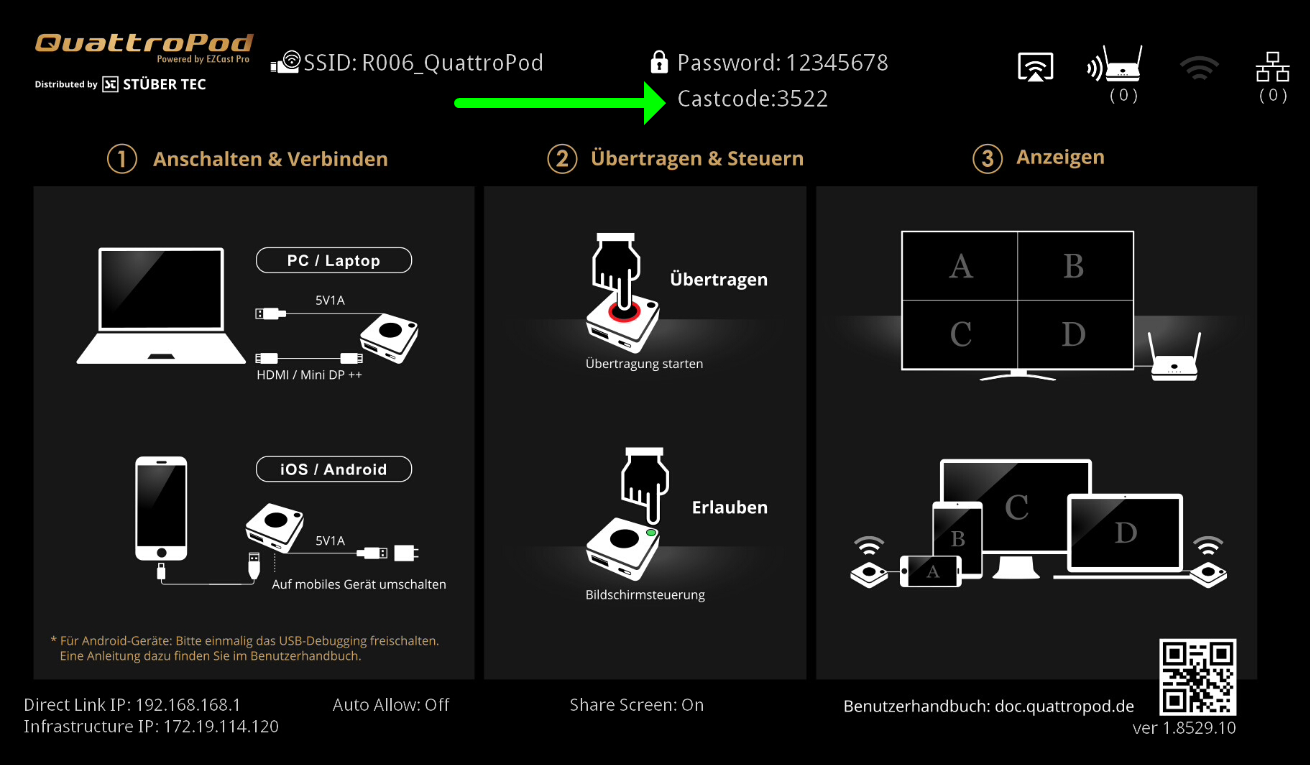 QuattroPod
Powered by EZCast Pro
Distributed by STÜBER TEC
SSID: R006_QuattroPod
Password: 12345678
Castcode:3522
( 0 )
( 0 )
1 Anschalten & Verbinden
2 Übertragen & Steuern
3 Anzeigen
PC / Laptop
5V1A
HDMI / Mini DP ++
iOS / Android
5V1A
Auf mobiles Gerät umschalten
* Für Android-Geräte: Bitte einmalig das USB-Debugging freischalten.
Eine Anleitung dazu finden Sie im Benutzerhandbuch.
Übertragen
Übertragung starten
Erlauben
Bildschirmsteuerung
A B
C D
A B C D
Direct Link IP: 192.168.168.1
Auto Allow: Off
Share Screen: On
Benutzerhandbuch: doc.quattropod.de
Infrastructure IP: 172.19.114.120
ver 1.8529.10